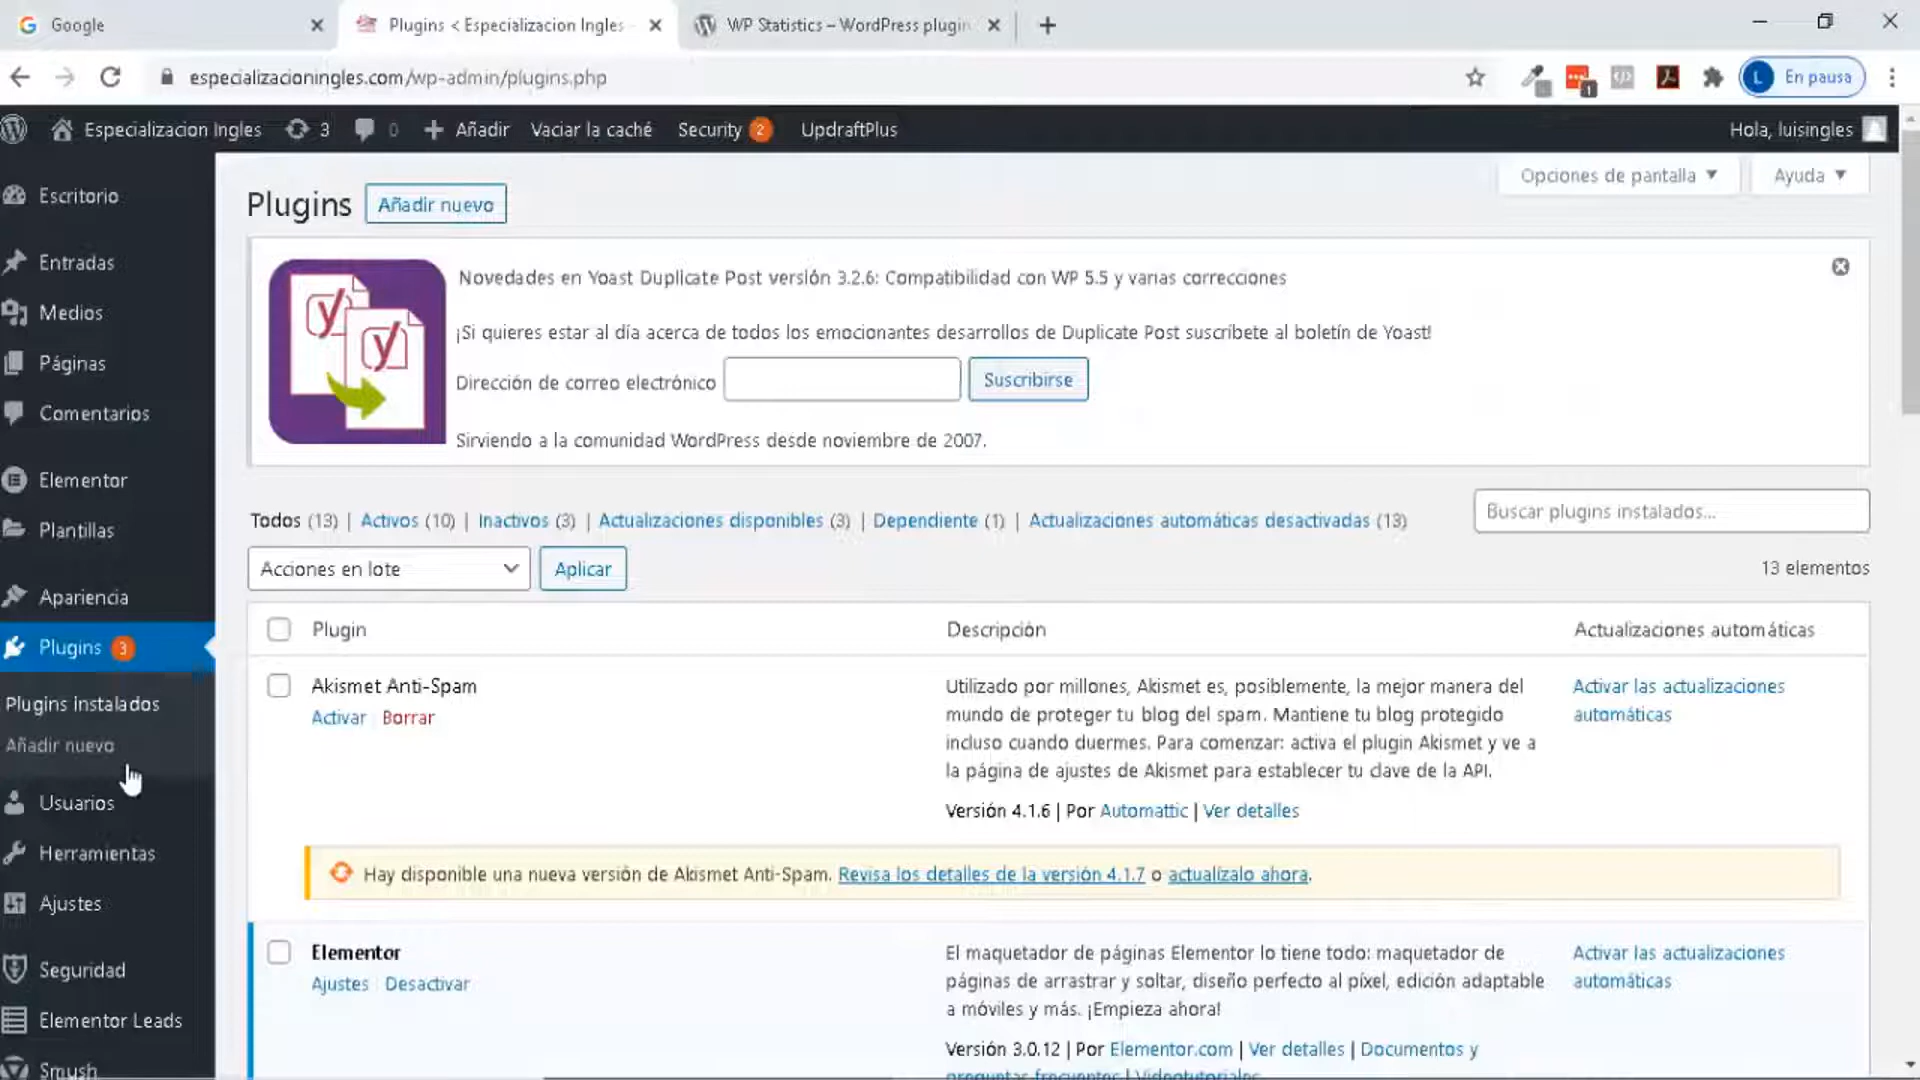 Google
Plugins < Especializacion Ingles -
WP Statistics – WordPress plugin
especializacioningles.com/wp-admin/plugins.php
1
L En pausa
Especializacion Ingles 3 0 Añadir Vaciar la caché Security 2 UpdraftPlus
Hola, luisingles
Escritorio
Entradas
Medios
Páginas
Comentarios
Elementor
Plantillas
Apariencia
Plugins 3
Plugins instalados
Añadir nuevo
Usuarios
Herramientas
Ajustes
Seguridad
Elementor Leads
Smush
Opciones de pantalla
Ayuda
Plugins
Añadir nuevo
Novedades en Yoast Duplicate Post versión 3.2.6: Compatibilidad con WP 5.5 y varias correcciones
¡Si quieres estar al día acerca de todos los emocionantes desarrollos de Duplicate Post suscríbete al boletín de Yoast!
Dirección de correo electrónico
Suscribirse
Sirviendo a la comunidad WordPress desde noviembre de 2007.
Todos (13) | Activos (10) | Inactivos (3) | Actualizaciones disponibles (3) | Dependiente (1) | Actualizaciones automáticas desactivadas (13)
Buscar plugins instalados...
Acciones en lote
Aplicar
13 elementos
Plugin
Descripción
Actualizaciones automáticas
Akismet Anti-Spam
Activar | Borrar
Utilizado por millones, Akismet es, posiblemente, la mejor manera del
mundo de proteger tu blog del spam. Mantiene tu blog protegido
incluso cuando duermes. Para comenzar: activa el plugin Akismet y ve a
la página de ajustes de Akismet para establecer tu clave de la API.
Versión 4.1.6 | Por Automattic | Ver detalles
Activar las actualizaciones
automáticas
Hay disponible una nueva versión de Akismet Anti-Spam. Revisa los detalles de la versión 4.1.7 o actualízalo ahora.
Elementor
Ajustes | Desactivar
El maquetador de páginas Elementor lo tiene todo: maquetador de
páginas de arrastrar y soltar, diseño perfecto al píxel, edición adaptable
a móviles y más. ¡Empieza ahora!
Versión 3.0.12 | Por Elementor.com | Ver detalles | Documentos y
preguntas frecuentes | Videotutoriales
Activar las actualizaciones
automáticas